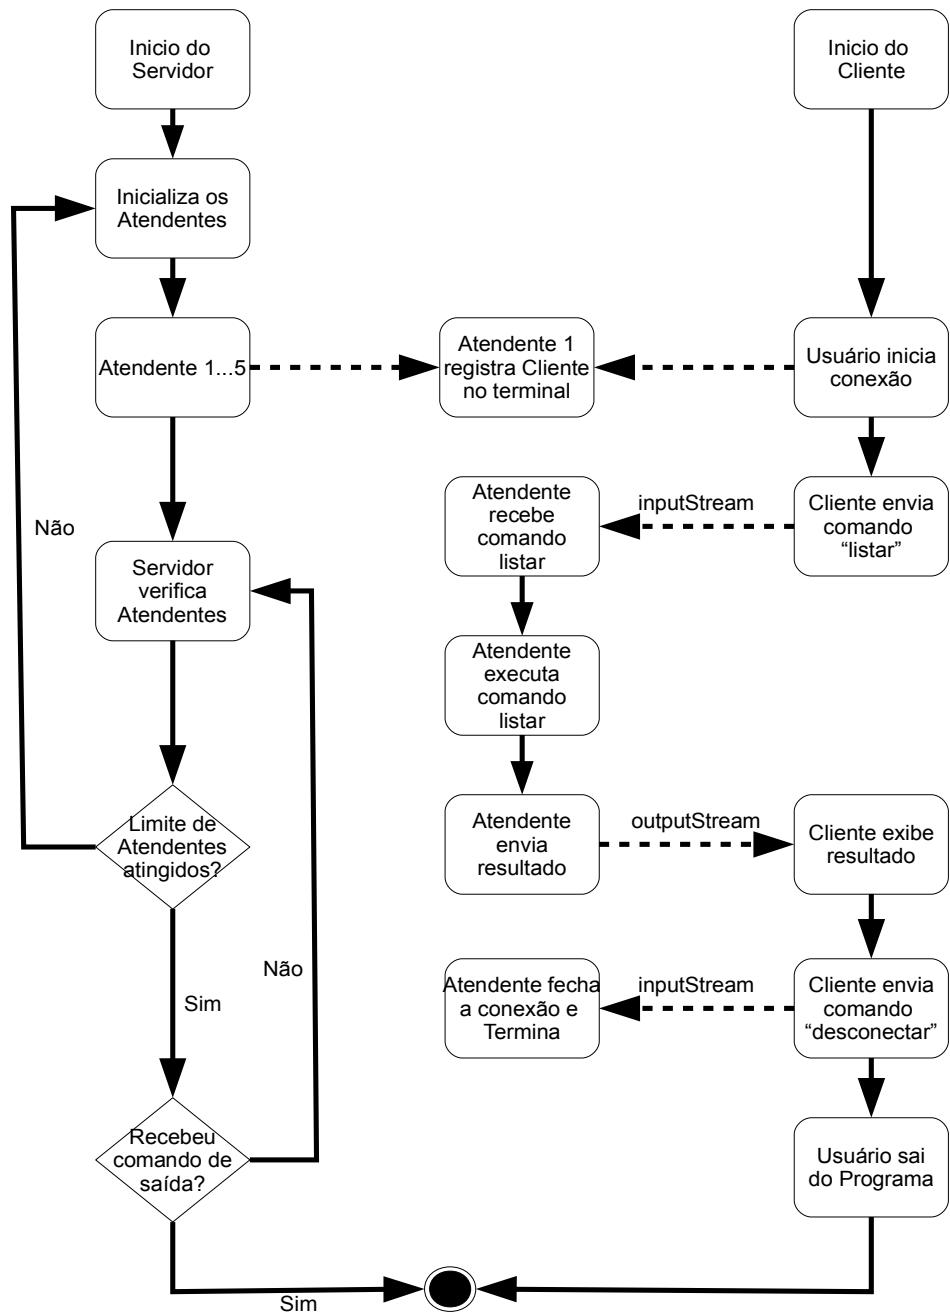 Inicio do
Servidor
Inicio do
Cliente
Inicializa os
Atendentes
Atendente 1...5
Atendente 1
registra Cliente
no terminal
Usuário inicia
conexão
Atendente
recebe
comando
listar
inputStream
Cliente envia
comando
“listar”
Não
Servidor
verifica
Atendentes
Atendente
executa
comando
listar
Limite de
Atendentes
atingidos?
Atendente
envia
resultado
outputStream
Cliente exibe
resultado
Não
Sim
Atendente fecha
a conexão e
Termina
inputStream
Cliente envia
comando
“desconectar”
Recebeu
comando de
saída?
Usuário sai
do Programa
Sim